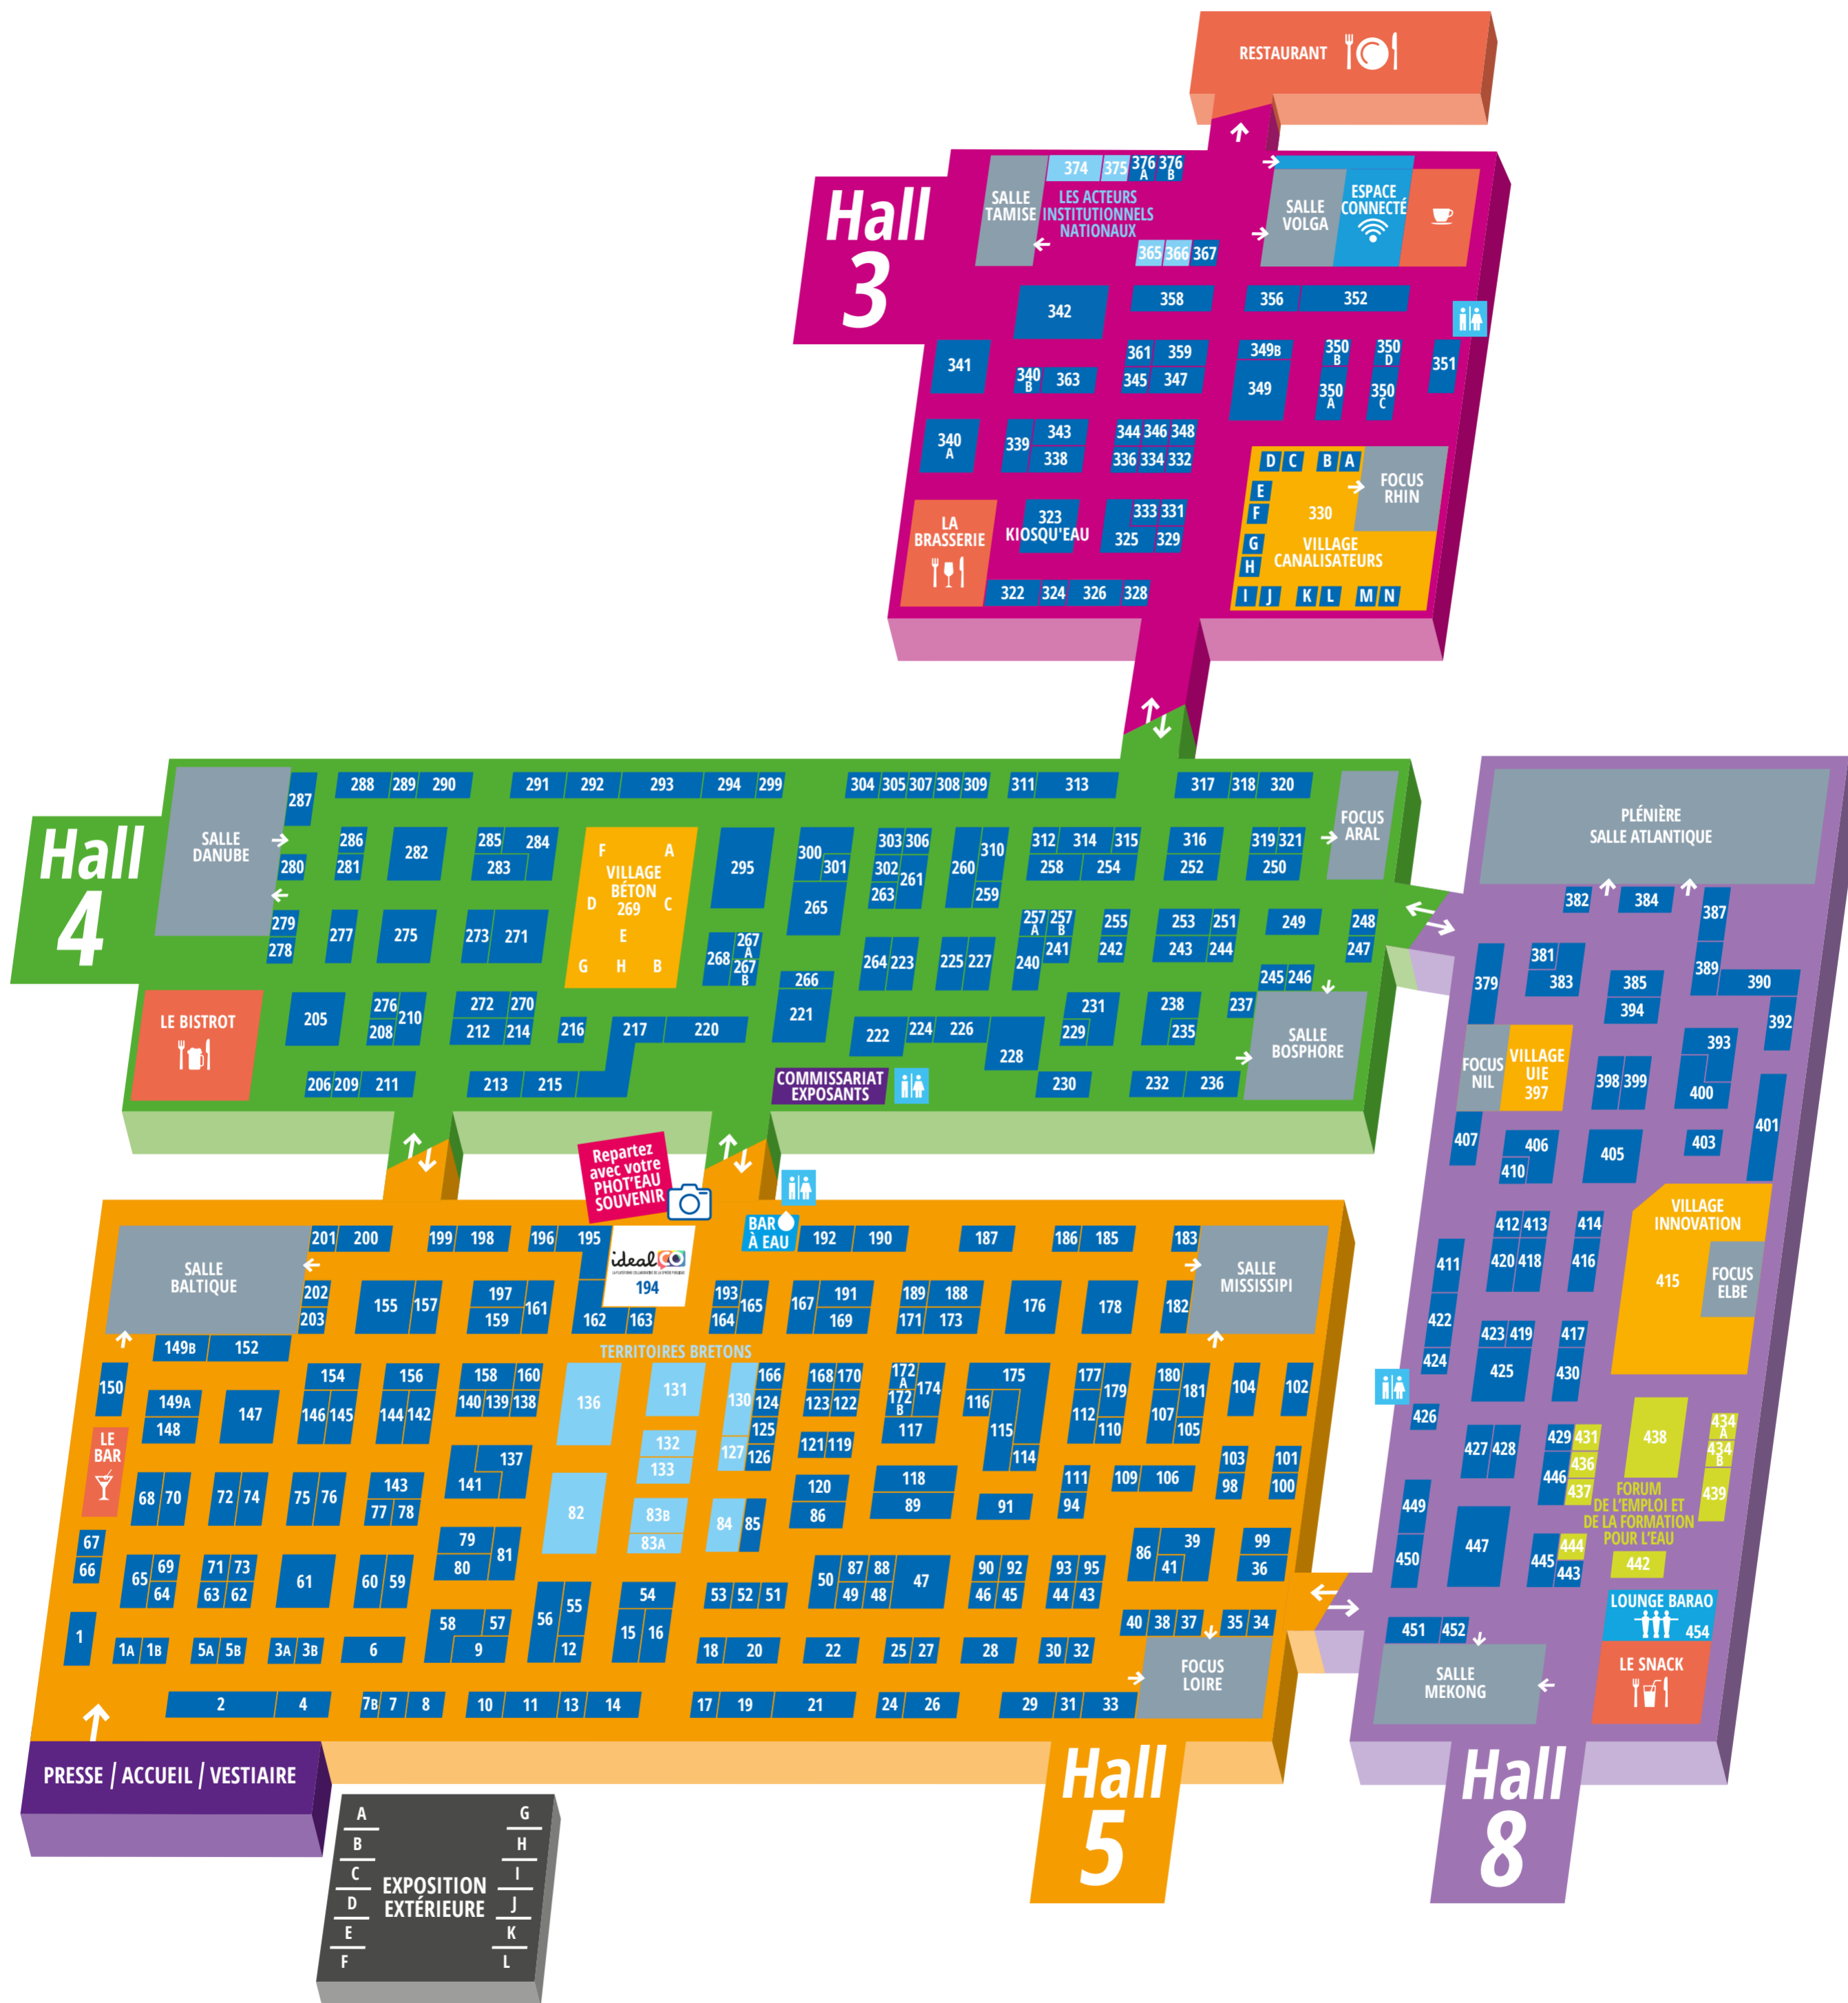 RESTAURANT
Hall
3
SALLE
TAMISE
374 375 376 A 376 B
LES ACTEURS
INSTITUTIONNELS
NATIONAUX
SALLE
VOLGA
ESPACE
CONNECTÉ
365 366 367
342 358 356 352
341 361 359 349B 350 B 350 D 351
340 B 363 345 347 349 350 A 350 C
340 A 339 343 344 346 348
338 336 334 332
D C B A
FOCUS
RHIN
E
F
330
G
H
VILLAGE
CANALISATEURS
I J K L M N
LA
BRASSERIE
323
KIOSQU'EAU
333 331
325 329
322 324 326 328
Hall
4
SALLE
DANUBE
287 288 289 290 291 292 293 294 299 304 305 307 308 309 311 313 317 318 320
FOCUS
ARAL
286 282 285 284 295 300 303 306 310 312 314 315 316 319 321
280 281 283 301 302 261 260 258 254 252 250
263 259
265
F A
VILLAGE
BÉTON
269
D C
E
G H B
279 277 275 273 271 257 A 257 B 255 253 251 249 248
278 268 267 A 267 B 264 223 225 227 240 241 242 243 244 247
266 245 246
LE BISTROT
205 276 210 272 270 221 231 238 237
208 212 214 216 217 220 222 224 226 228 229 235
SALLE
BOSPHORE
206 209 211 213 215 230 232 236
COMMISSARIAT
EXPOSANTS
PLÉNIÈRE
SALLE ATLANTIQUE
382 384 387
379 381 383 385 389 390
394 392
FOCUS
NIL
VILLAGE
UIE
397
398 399 393
400 401
407 406 405 403
410
VILLAGE
INNOVATION
412 413 414
411 420 418 416 415
FOCUS
ELBE
422 423 419 417
424 425 430
426 427 428 429 431 438 434 A
434 B
446 436
437 439
FORUM
DE L'EMPLOI ET
DE LA FORMATION
POUR L'EAU
449 447
450 445 444 442
443
LOUNGE BARAO
454
451 452
SALLE
MEKONG
LE SNACK
Hall
8
Repartez
avec votre
PHOT'EAU
SOUVENIR
BAR
À EAU
SALLE
BALTIQUE
201 200 199 198 196 195
idealco
194
192 190 187 186 185 183
SALLE
MISSISSIPI
202 155 157 197 161 193 165 167 191 189 188 176 178 182
203 159 162 163 164 169 171 173
149B 152
TERRITOIRES BRETONS
150 154 156 158 160 136 131 130 166 168 170 172 A 174 175 177 179 180 181 104 102
149A 147 146 145 144 142 140 139 138 124 123 122 172 B 116 112 107
148 132 125 117 115 110 105
LE
BAR
137 133 127 126 121 119 114 103 101
68 70 72 74 75 76 143 141 82 120 118 111 109 106 98 100
77 78 83B 84 85 86 89 91 94
67 79 81 83A 86 39 99
66 65 69 71 73 61 60 59 80 50 87 88 47 90 92 93 95 41 36
64 63 62 49 48 46 45 44 43
1 58 57 56 55 54 53 52 51 40 38 37 35 34
1A 1B 5A 5B 3A 3B 6 9 12 15 16 18 20 22 25 27 28 30 32
FOCUS
LOIRE
2 4 7B 7 8 10 11 13 14 17 19 21 24 26 29 31 33
PRESSE / ACCUEIL / VESTIAIRE
Hall
5
A G
B H
C I
EXPOSITION
EXTÉRIEURE
D J
E K
F L